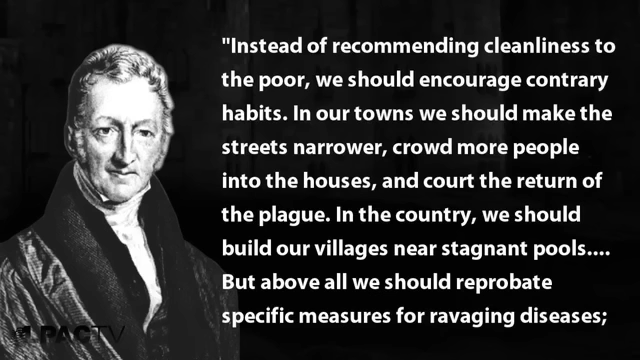 "Instead of recommending cleanliness to
the poor, we should encourage contrary
habits. In our towns we should make the
streets narrower, crowd more people
into the houses, and court the return of
the plague. In the country, we should
build our villages near stagnant pools....
But above all we should reprobate
specific measures for ravaging diseases;
LPACTV